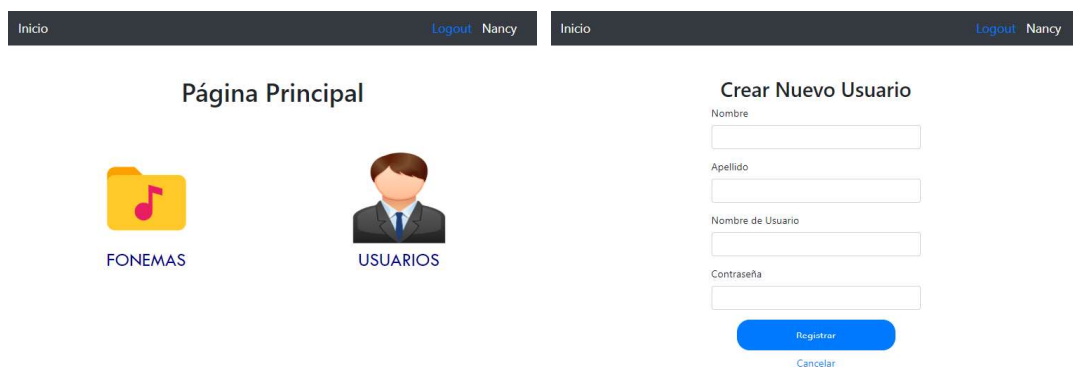 Inicio
Logout Nancy
Página Principal
FONEMAS
USUARIOS
Inicio
Logout Nancy
Crear Nuevo Usuario
Nombre
Apellido
Nombre de Usuario
Contraseña
Registrar
Cancelar